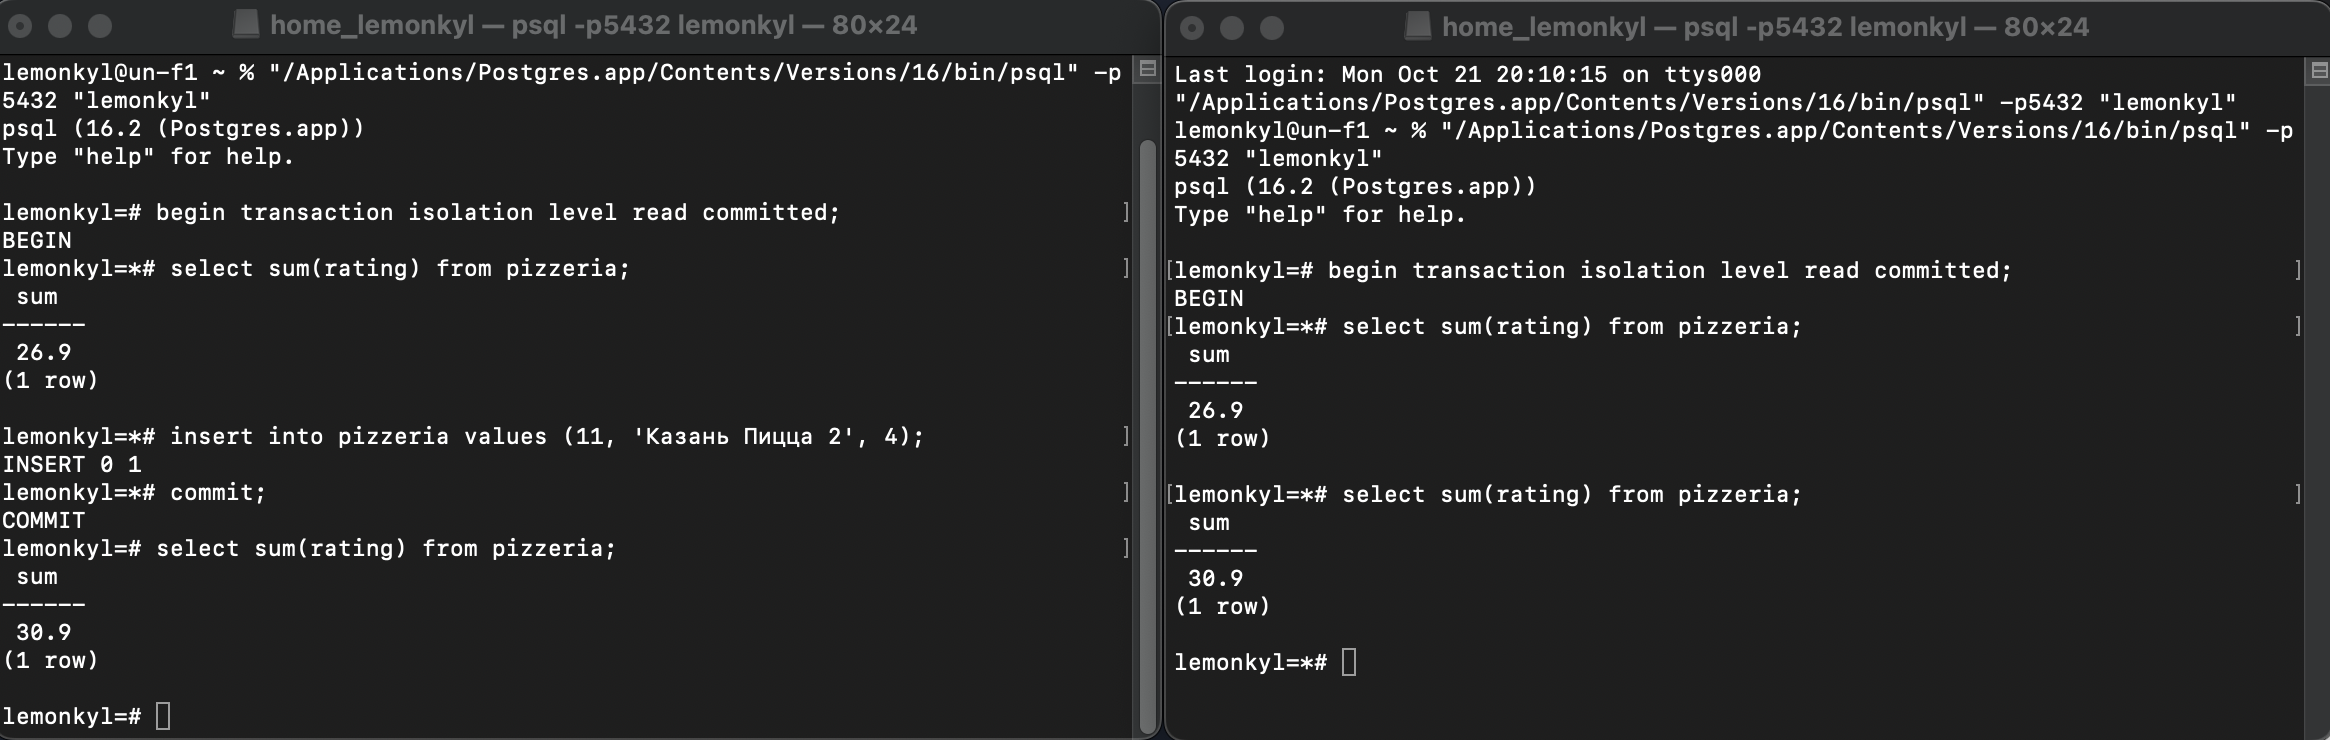 home_lemonkyl — psql -p5432 lemonkyl — 80×24
lemonkyl@un-f1 ~ % "/Applications/Postgres.app/Contents/Versions/16/bin/psql" -p
5432 "lemonkyl"
psql (16.2 (Postgres.app))
Type "help" for help.
lemonkyl=# begin transaction isolation level read committed;
BEGIN
lemonkyl=*# select sum(rating) from pizzeria;
sum
------
26.9
(1 row)
lemonkyl=*# insert into pizzeria values (11, 'Казань Пицца 2', 4);
INSERT 0 1
lemonkyl=*# commit;
COMMIT
lemonkyl=# select sum(rating) from pizzeria;
sum
------
30.9
(1 row)
lemonkyl=#
home_lemonkyl — psql -p5432 lemonkyl — 80×24
Last login: Mon Oct 21 20:10:15 on ttys000
"/Applications/Postgres.app/Contents/Versions/16/bin/psql" -p5432 "lemonkyl"
lemonkyl@un-f1 ~ % "/Applications/Postgres.app/Contents/Versions/16/bin/psql" -p
5432 "lemonkyl"
psql (16.2 (Postgres.app))
Type "help" for help.
[lemonkyl=# begin transaction isolation level read committed; ]
BEGIN
[lemonkyl=*# select sum(rating) from pizzeria; ]
sum
------
26.9
(1 row)
[lemonkyl=*# select sum(rating) from pizzeria; ]
sum
------
30.9
(1 row)
lemonkyl=*#